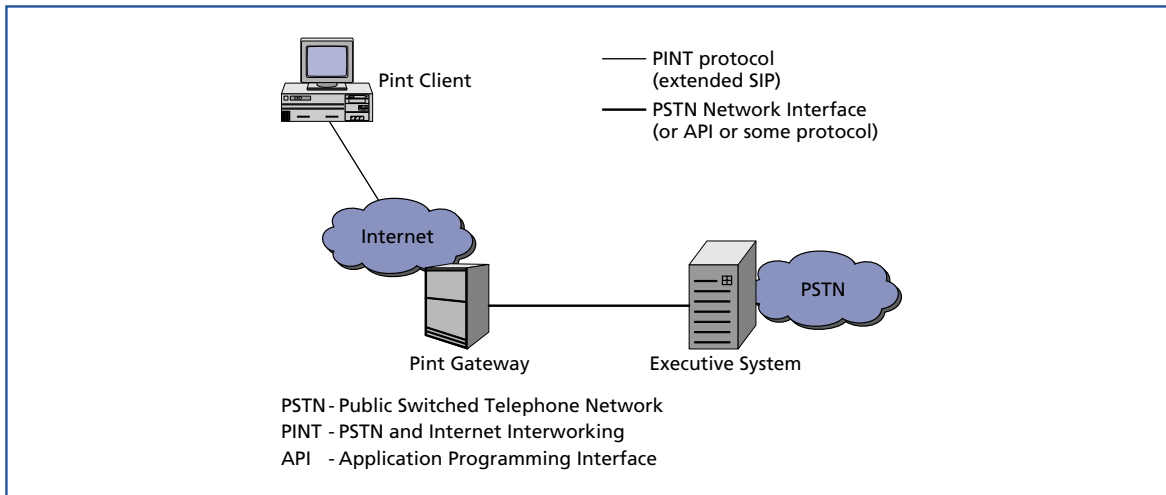 Pint Client
PINT protocol
(extended SIP)
PSTN Network Interface
(or API or some protocol)
Internet
PSTN
Pint Gateway
Executive System
PSTN - Public Switched Telephone Network
PINT - PSTN and Internet Interworking
API - Application Programming Interface